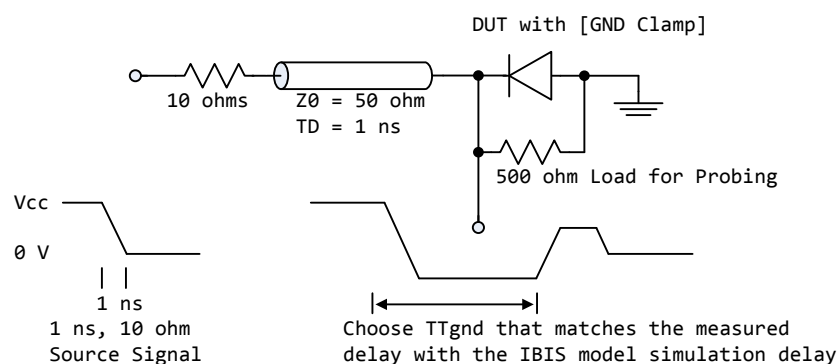 DUT with [GND Clamp]
10 ohms
Z0 = 50 ohm
TD = 1 ns
500 ohm Load for Probing
Vcc
0 V
1 ns
1 ns, 10 ohm
Source Signal
Choose TTgnd that matches the measured
delay with the IBIS model simulation delay